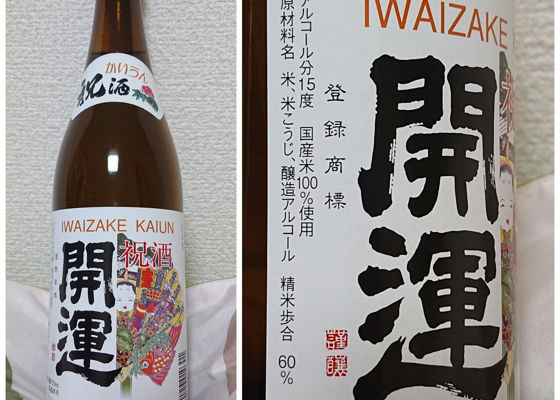 かいうん
祝酒
IWAIZAKE KAIUN
祝酒
開運
IWAIZAKE
開運
登録商標
アルコール分15度 国産米100%使用
原材料名 米、米こうじ、醸造アルコール 精米歩合 60%
謹醸